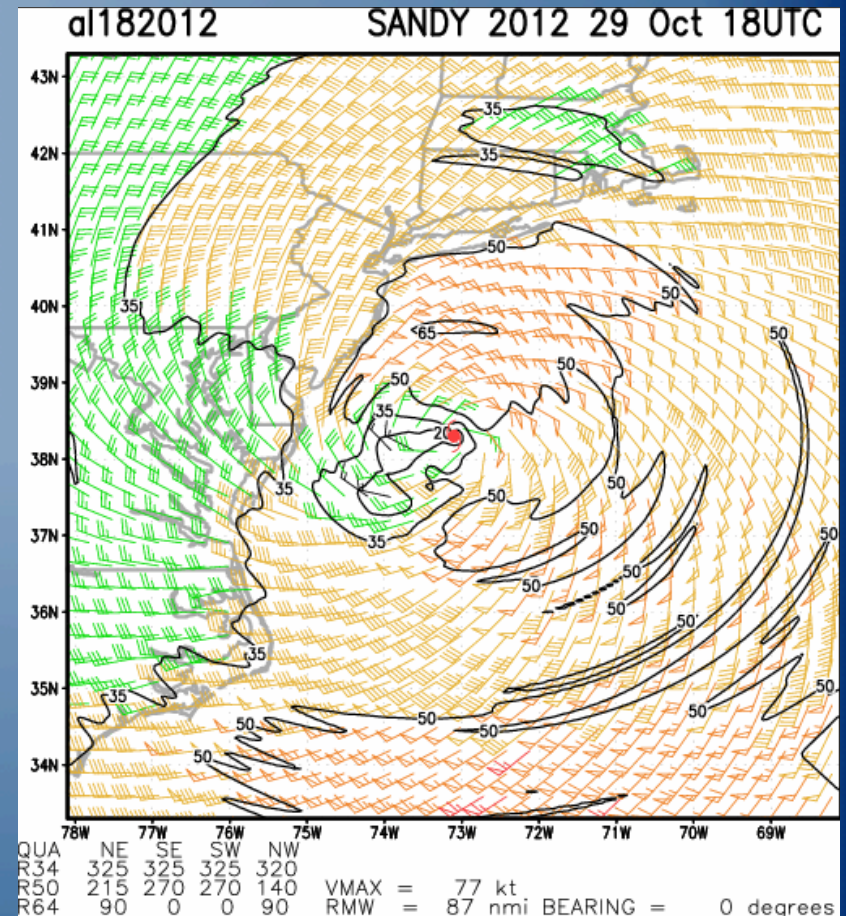 al182012 SANDY 2012 29 Oct 18UTC
43N
35
42N
35
41N
50
40N
35
50
65
50
39N
50
50
35
20
38N
35
50
50
37N
35
50
50
50
36N
50
50
35
35N
35
50
50
50
50
50
50
34N
50
50
78W 77W 76W 75W 74W 73W 72W 71W 70W 69W
QUA NE SE SW NW
R34 325 325 325 320
R50 215 270 270 140 VMAX = 77 kt
R64 90 0 0 90 RMW = 87 nmi BEARING = 0 degrees